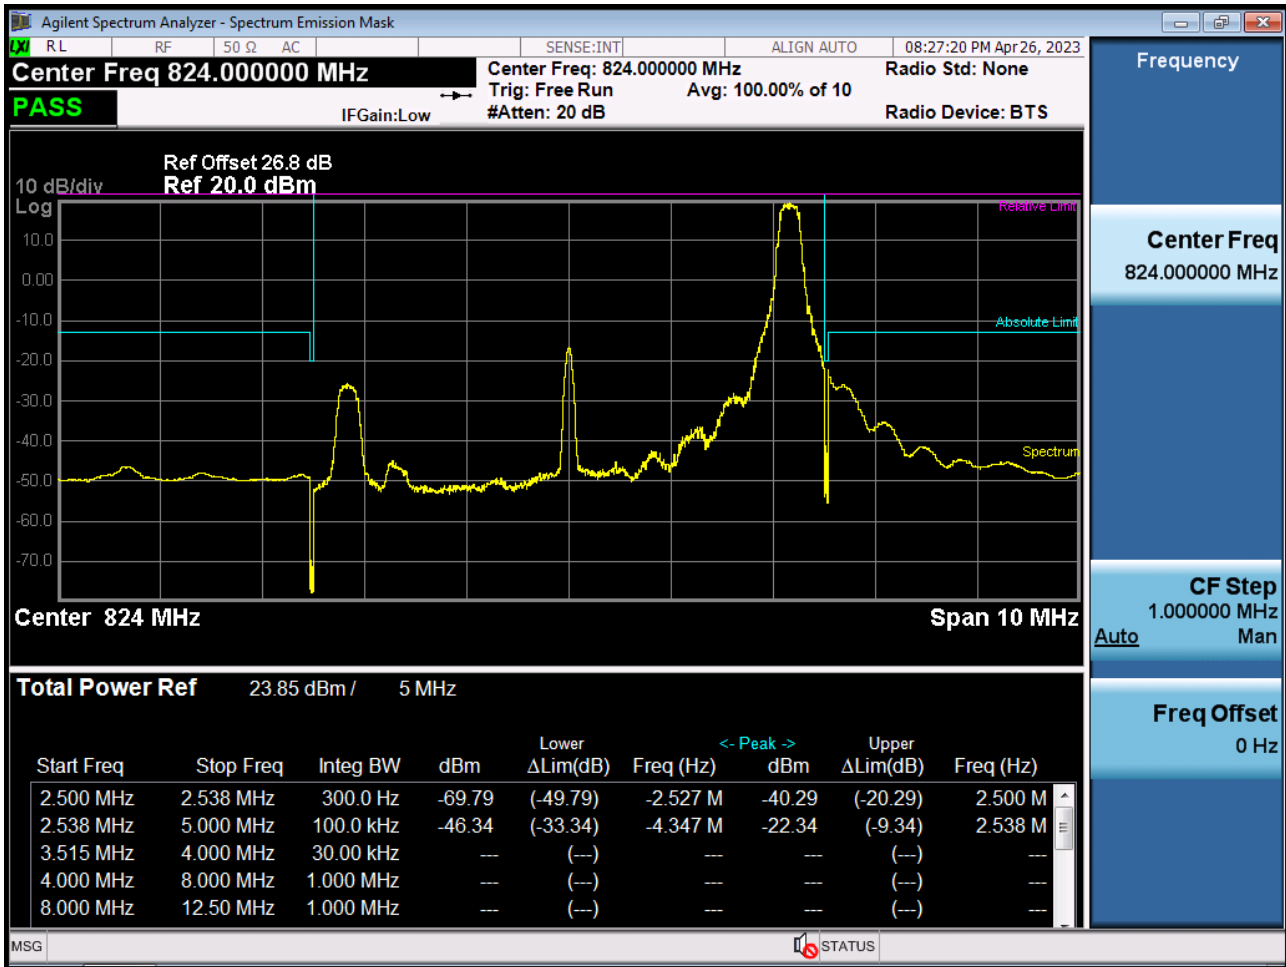 Agilent Spectrum Analyzer - Spectrum Emission Mask
LXI RL RF 50 Ω AC SENSE:INT ALIGN AUTO 08:27:20 PM Apr 26, 2023
Center Freq 824.000000 MHz
Center Freq: 824.000000 MHz Radio Std: None
Trig: Free Run Avg: 100.00% of 10
PASS IFGain:Low #Atten: 20 dB Radio Device: BTS
Ref Offset 26.8 dB
10 dB/div Ref 20.0 dBm
Log
Relative Limit
10.0
0.00
-10.0
Absolute Limit
-20.0
-30.0
-40.0
Spectrum
-50.0
-60.0
-70.0
Center 824 MHz Span 10 MHz
Total Power Ref 23.85 dBm / 5 MHz
Lower <- Peak -> Upper
Start Freq Stop Freq Integ BW dBm ΔLim(dB) Freq (Hz) dBm ΔLim(dB) Freq (Hz)
2.500 MHz 2.538 MHz 300.0 Hz -69.79 (-49.79) -2.527 M -40.29 (-20.29) 2.500 M
2.538 MHz 5.000 MHz 100.0 kHz -46.34 (-33.34) -4.347 M -22.34 (-9.34) 2.538 M
3.515 MHz 4.000 MHz 30.00 kHz --- (---) --- --- (---) ---
4.000 MHz 8.000 MHz 1.000 MHz --- (---) --- --- (---) ---
8.000 MHz 12.50 MHz 1.000 MHz --- (---) --- --- (---) ---
MSG STATUS
Frequency
Center Freq
824.000000 MHz
CF Step
1.000000 MHz
Auto Man
Freq Offset
0 Hz